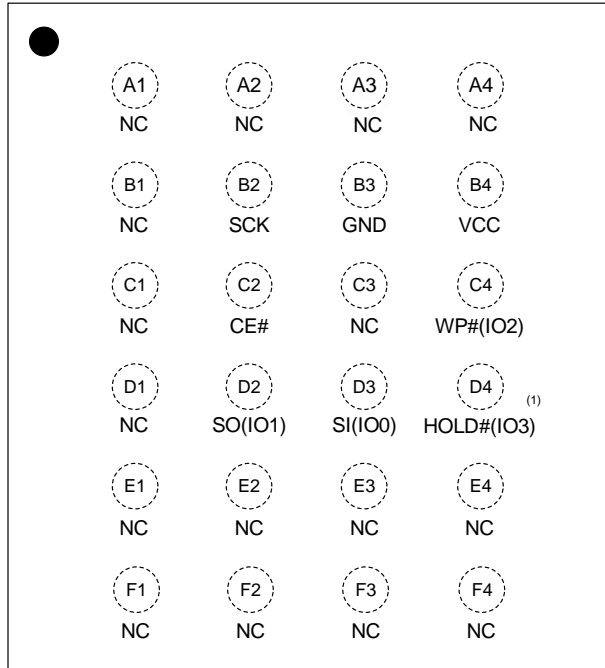 A1 A2 A3 A4
NC NC NC NC
B1 B2 B3 B4
NC SCK GND VCC
C1 C2 C3 C4
NC CE# NC WP#(IO2)
D1 D2 D3 D4 (1)
NC SO(IO1) SI(IO0) HOLD#(IO3)
E1 E2 E3 E4
NC NC NC NC
F1 F2 F3 F4
NC NC NC NC